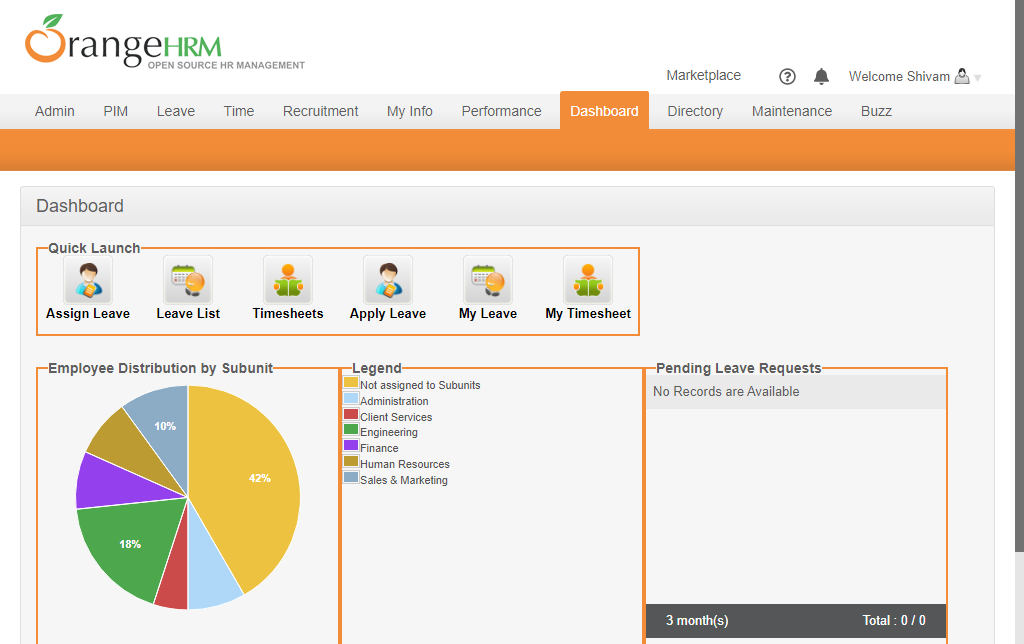 OrangeHRM
OPEN SOURCE HR MANAGEMENT
Marketplace
?
Welcome Shivam
Admin PIM Leave Time Recruitment My Info Performance Dashboard Directory Maintenance Buzz
Dashboard
Quick Launch
Assign Leave Leave List Timesheets Apply Leave My Leave My Timesheet
Employee Distribution by Subunit
10%
42%
18%
Legend
Not assigned to Subunits
Administration
Client Services
Engineering
Finance
Human Resources
Sales & Marketing
Pending Leave Requests
No Records are Available
3 month(s) Total : 0 / 0